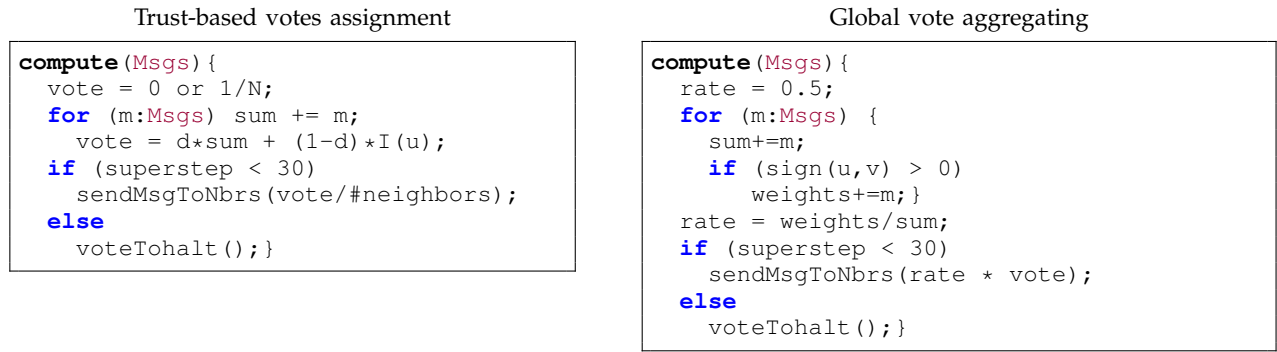 Trust-based votes assignment
compute(Msgs){
  vote = 0 or 1/N;
  for (m:Msgs) sum += m;
    vote = d*sum + (1-d)*I(u);
  if (superstep < 30)
    sendMsgToNbrs(vote/#neighbors);
  else
    voteTohalt();}
Global vote aggregating
compute(Msgs){
  rate = 0.5;
  for (m:Msgs) {
    sum+=m;
    if (sign(u,v) > 0)
       weights+=m;}
  rate = weights/sum;
  if (superstep < 30)
    sendMsgToNbrs(rate * vote);
  else
    voteTohalt();}